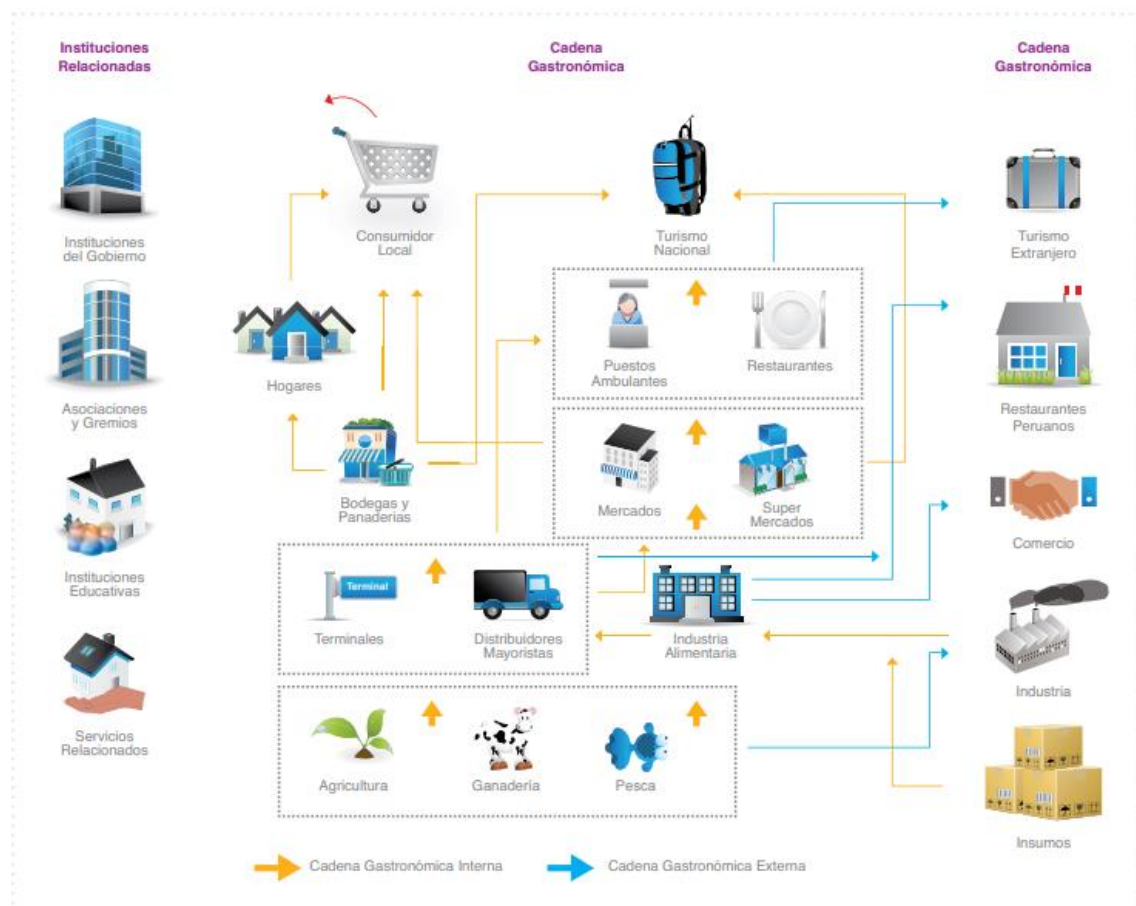 Instituciones
Relacionadas
Cadena
Gastronómica
Cadena
Gastronómica
Instituciones
del Gobierno
Consumidor
Local
Turismo
Nacional
Turismo
Extranjero
Asociaciones
y Gremios
Hogares
Puestos
Ambulantes
Restaurantes
Restaurantes
Peruanos
Instituciones
Educativas
Bodegas y
Panaderias
Mercados
Super
Mercados
Comercio
Terminal
Terminales
Distribuidores
Mayoristas
Industria
Alimentaria
Industria
Servicios
Relacionados
Agricultura
Ganadería
Pesca
Insumos
Cadena Gastronómica Interna
Cadena Gastronómica Externa